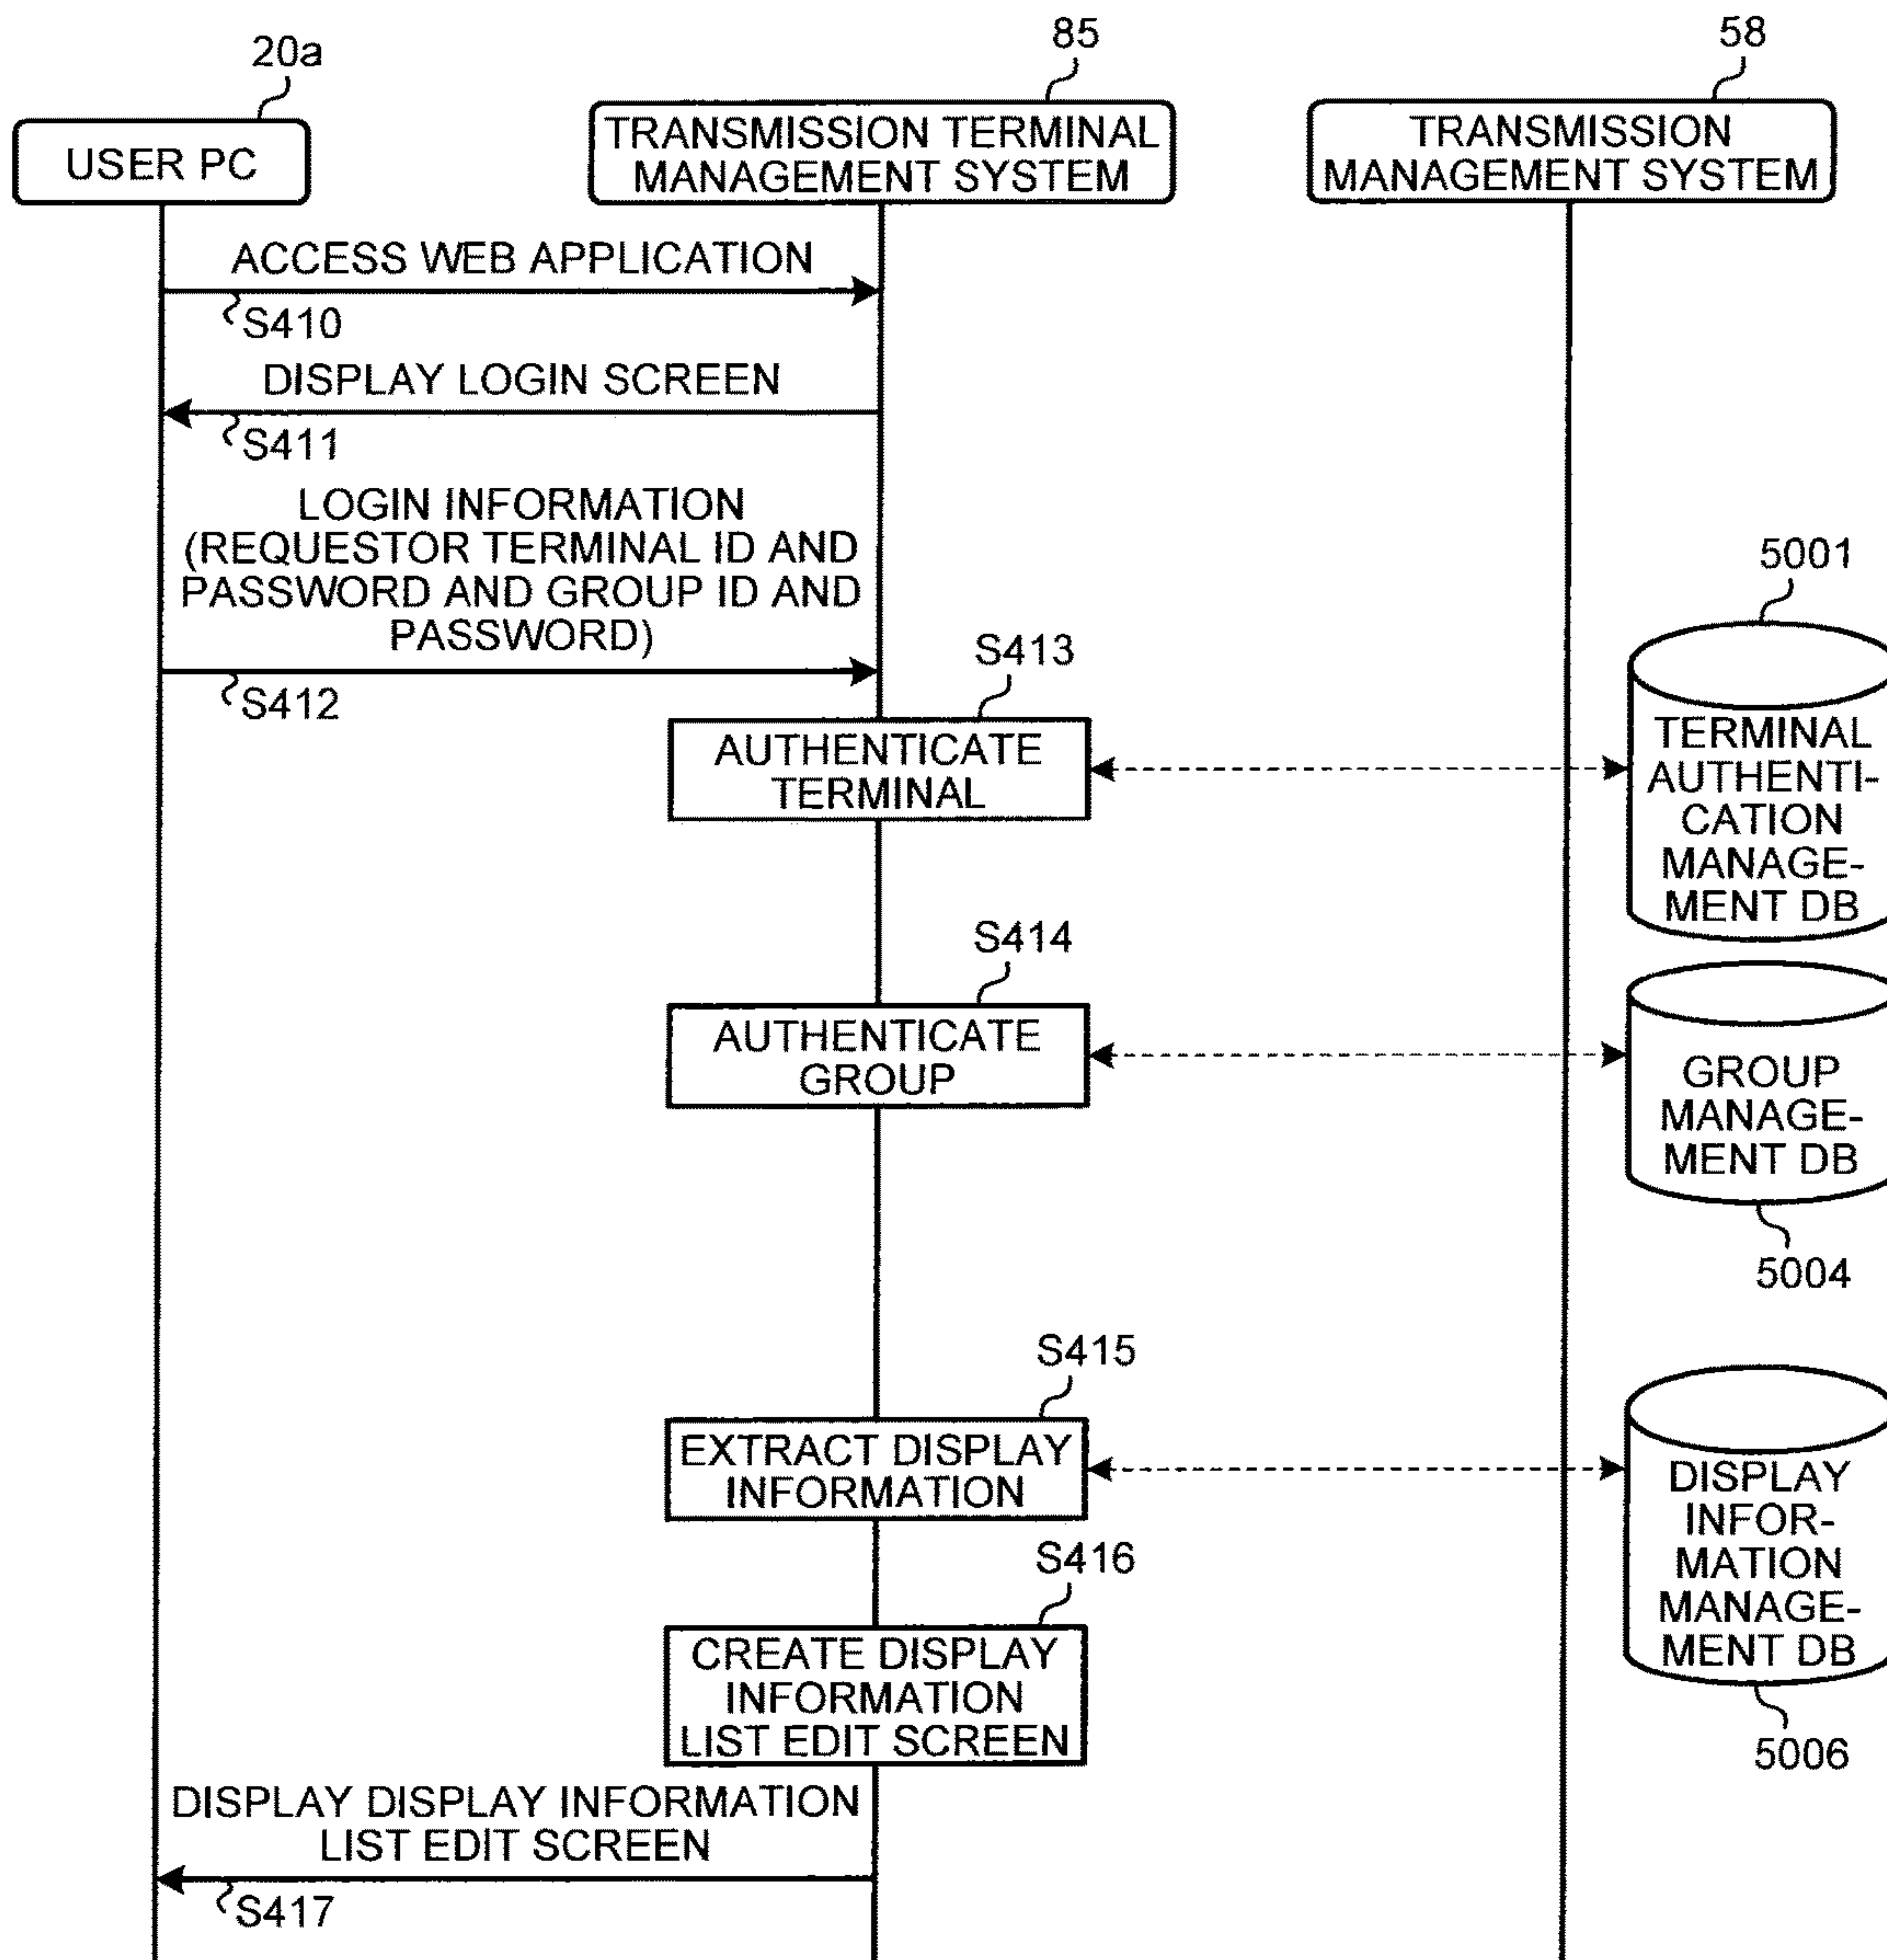 20a
85
58
USER PC
TRANSMISSION TERMINAL
MANAGEMENT SYSTEM
TRANSMISSION
MANAGEMENT SYSTEM
ACCESS WEB APPLICATION
S410
DISPLAY LOGIN SCREEN
S411
LOGIN INFORMATION
(REQUESTOR TERMINAL ID AND
PASSWORD AND GROUP ID AND
PASSWORD)
S412
S413
AUTHENTICATE
TERMINAL
5001
TERMINAL
AUTHENTI-
CATION
MANAGE-
MENT DB
S414
AUTHENTICATE
GROUP
GROUP
MANAGE-
MENT DB
5004
S415
EXTRACT DISPLAY
INFORMATION
DISPLAY
INFOR-
MATION
MANAGE-
MENT DB
5006
S416
CREATE DISPLAY
INFORMATION
LIST EDIT SCREEN
DISPLAY DISPLAY INFORMATION
LIST EDIT SCREEN
S417